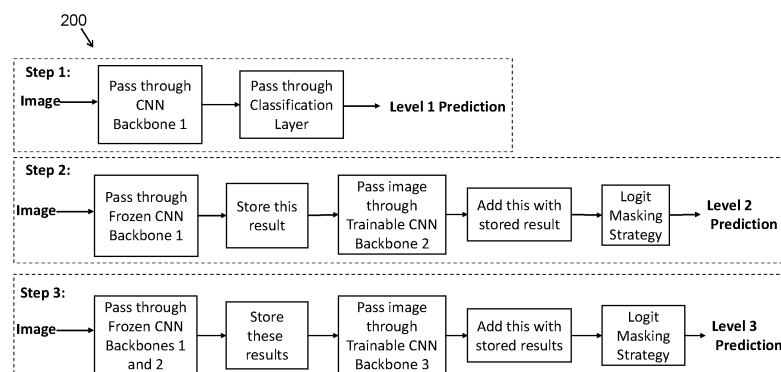 200
Step 1:
Image
Pass through
CNN
Backbone 1
Pass through
Classification
Layer
Level 1 Prediction
Step 2:
Image
Pass through
Frozen CNN
Backbone 1
Store this
result
Pass image
through
Trainable CNN
Backbone 2
Add this with
stored result
Logit
Masking
Strategy
Level 2
Prediction
Step 3:
Image
Pass through
Frozen CNN
Backbones 1
and 2
Store
these
results
Pass image
through
Trainable CNN
Backbone 3
Add this with
stored results
Logit
Masking
Strategy
Level 3
Prediction